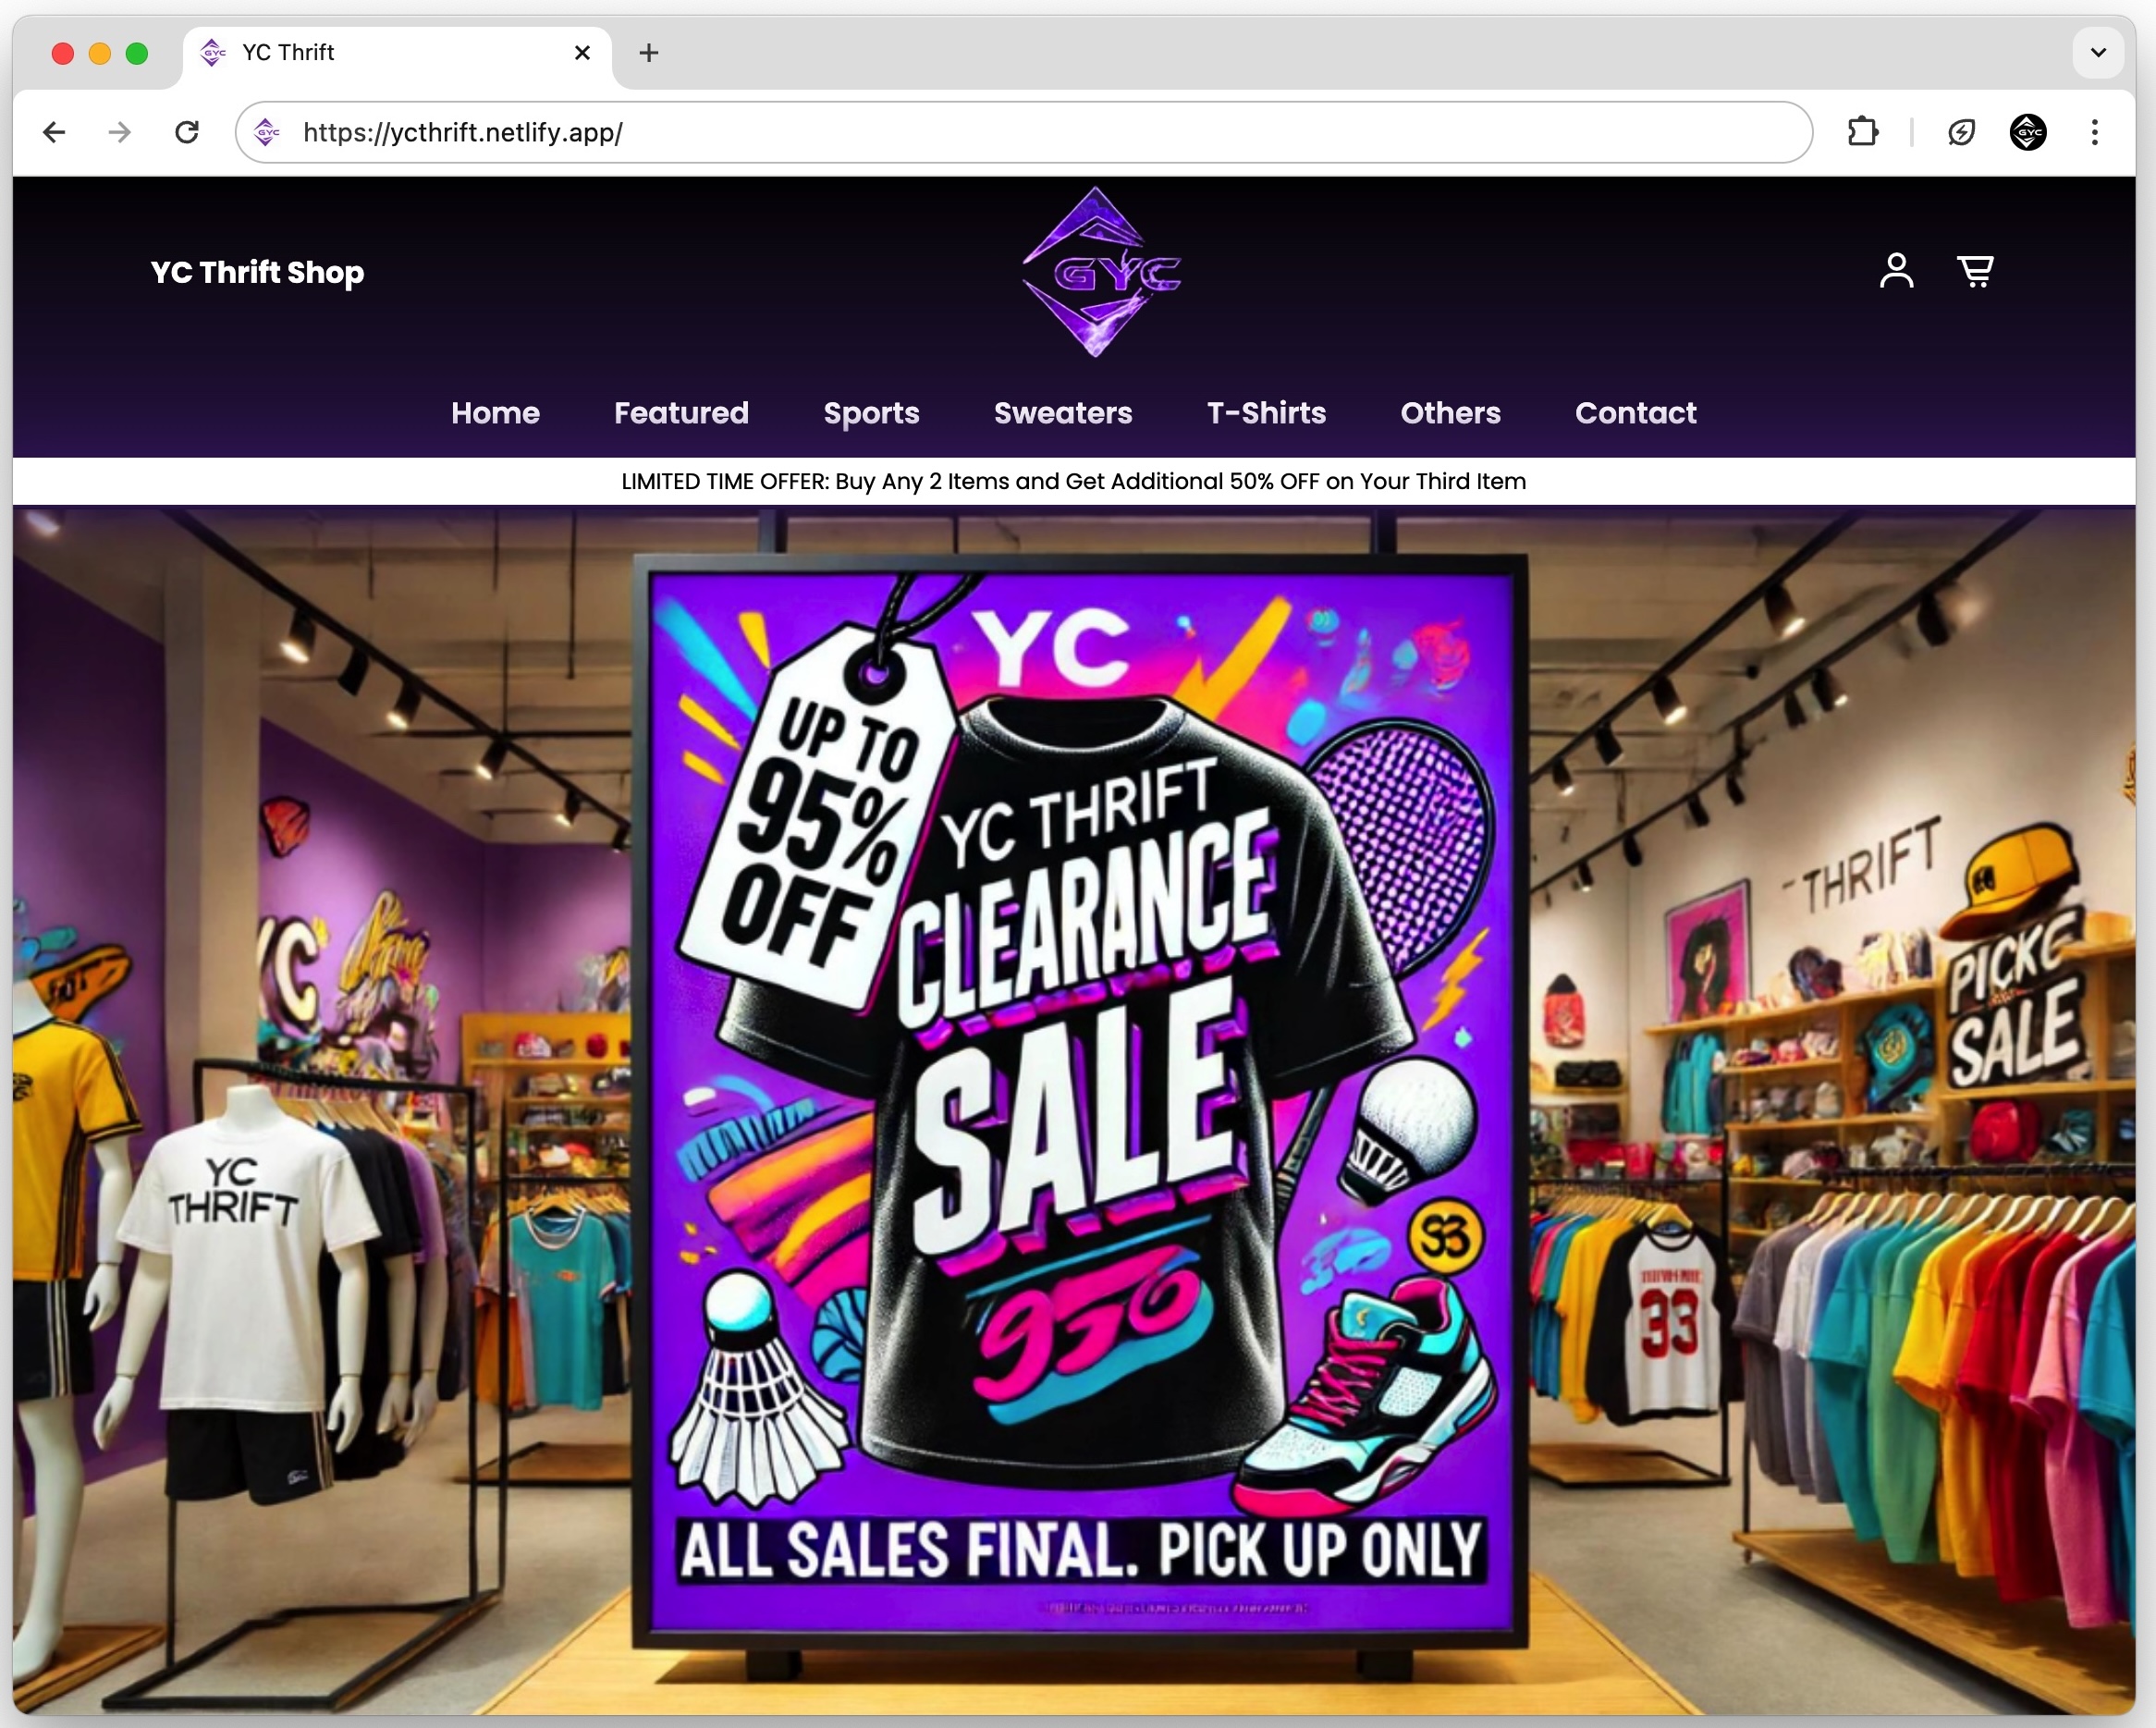 YC Thrift
https://ycthrift.netlify.app/
YC Thrift Shop
GYC
Home Featured Sports Sweaters T-Shirts Others Contact
LIMITED TIME OFFER: Buy Any 2 Items and Get Additional 50% OFF on Your Third Item
YC
UP TO
95%
OFF
YC THRIFT
CLEARANCE
SALE
950
ALL SALES FINAL. PICK UP ONLY
YC
YC
THRIFT
-THRIFT
PICKE
SALE
33